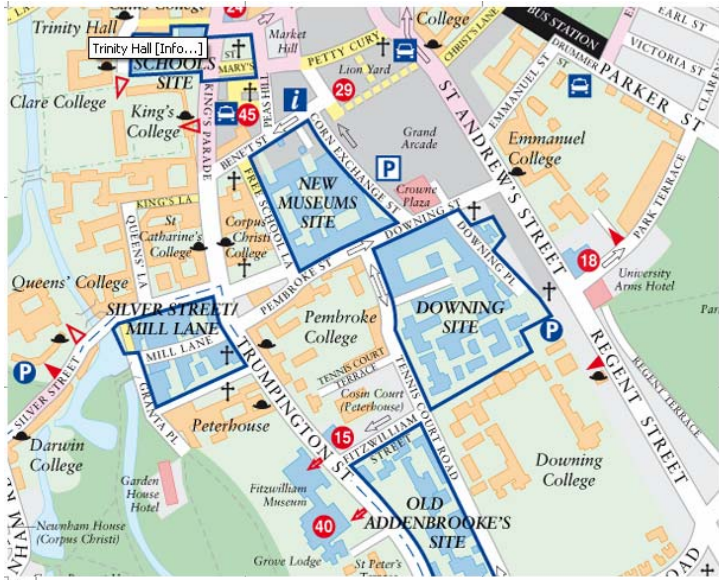 Trinity Hall
24
Market
Hill
PETTY CURY
College
CHRIST'S LANE
BUS STATION
EARL ST
VICTORIA ST
DRUMMER
ST
PARKER ST
Trinity Hall [Info...]
SCHOOLS
SITE
ST
MARY'S
Lion Yard
EMMANUEL ST
Clare College
King's
College
KING'S PARADE
45
PEAS HILL
i
29
ST ANDREW'S STREET
Grand
Arcade
Emmanuel
College
BENE'T ST
CORN EXCHANGE ST
P
Crowne
Plaza
PARK TERRACE
KING'S LA
FREE SCHOOL LA
NEW
MUSEUMS
SITE
DOWNING ST
DOWNING PL
QUEENS' LA
St
Catharine's
College
Corpus
Christi
College
18
University
Arms Hotel
Queens' College
PEMBROKE ST
SILVER STREET/
MILL LANE
MILL LANE
Pembroke
College
DOWNING
SITE
P
P
REGENT STREET
REGENT TERRACE
SILVER STREET
GRANTA PL
TRUMPINGTON ST
TENNIS COURT
TERRACE
TENNIS COURT ROAD
Cosin Court
(Peterhouse)
Peterhouse
Darwin
College
15
FITZWILLIAM
STREET
Downing
College
Garden
House
Hotel
Fitzwilliam
Museum
OLD
ADDENBROOKE'S
SITE
40
Newnham House
(Corpus Christi)
Grove Lodge
St Peter's